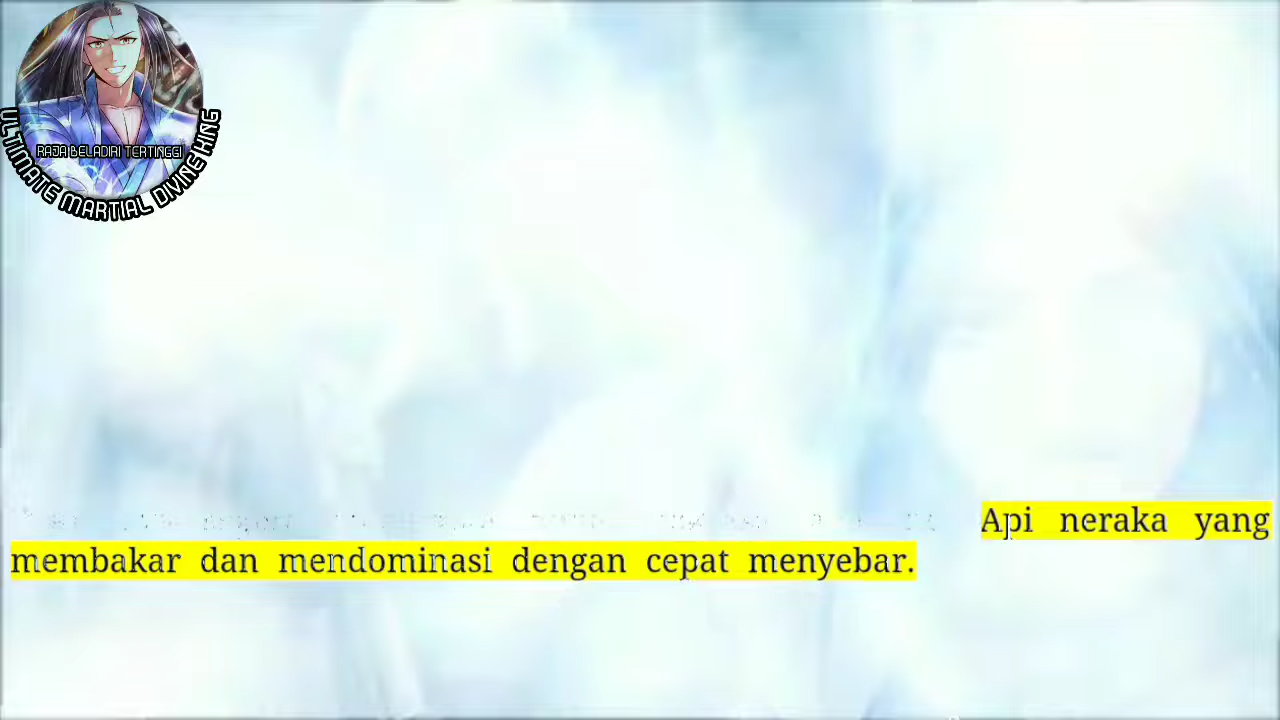 RAJA BELADIRI TERTINGGI
ULTIMATE MARTIAL DIVINE KING
Api neraka yang
membakar dan mendominasi dengan cepat menyebar.